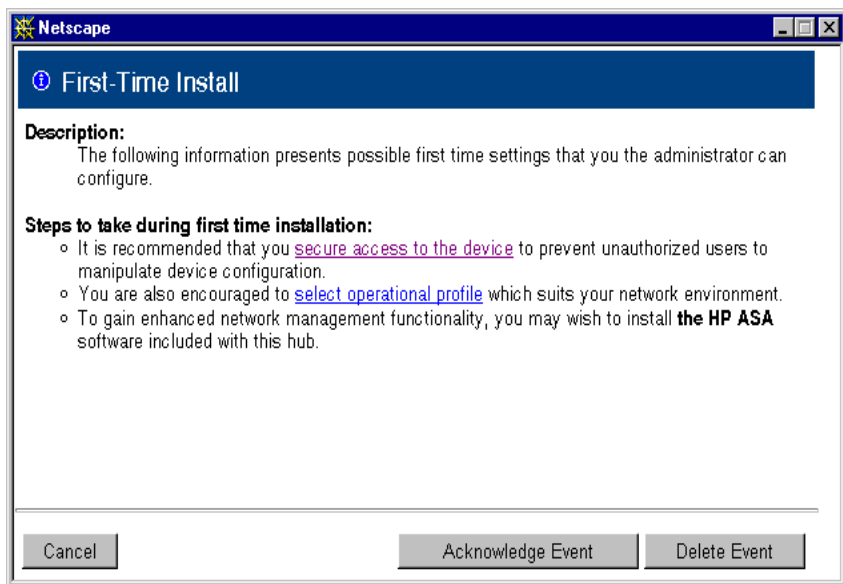 Netscape
First-Time Install
Description:
The following information presents possible first time settings that you the administrator can
configure.
Steps to take during first time installation:
It is recommended that you secure access to the device to prevent unauthorized users to
manipulate device configuration.
You are also encouraged to select operational profile which suits your network environment.
To gain enhanced network management functionality, you may wish to install the HP ASA
software included with this hub.
Cancel
Acknowledge Event
Delete Event